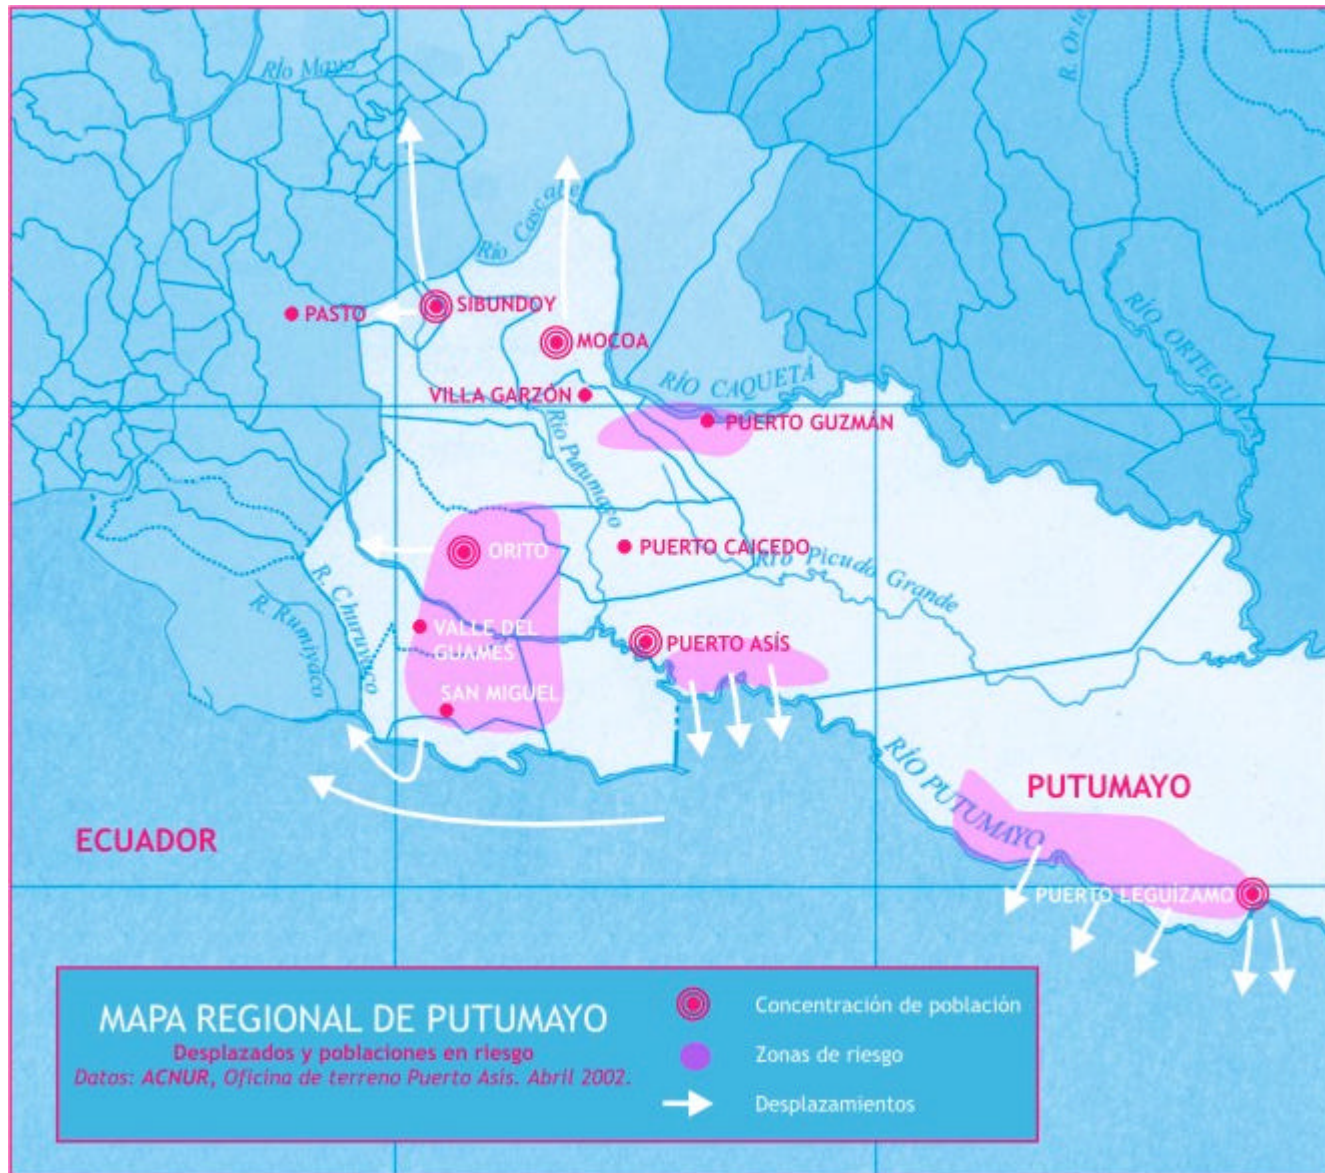 Río Mayo
R. Orte
Río Cascabel
SIBUNDOY
PASTO
MOCOA
RÍO ORTEGUAZ
RÍO CAQUETÁ
VILLA GARZÓN
PUERTO GUZMÁN
Río Putumayo
ORITO
PUERTO CAICEDO
Río Picudo Grande
R. Churuyaco
R. Rumiyaco
VALLE DEL
GUAMES
PUERTO ASÍS
SAN MIGUEL
RÍO PUTUMAYO
PUTUMAYO
ECUADOR
PUERTO LEGUÍZAMO
MAPA REGIONAL DE PUTUMAYO
Desplazados y poblaciones en riesgo
Datos: ACNUR, Oficina de terreno Puerto Asís. Abril 2002.
Concentración de población
Zonas de riesgo
Desplazamientos